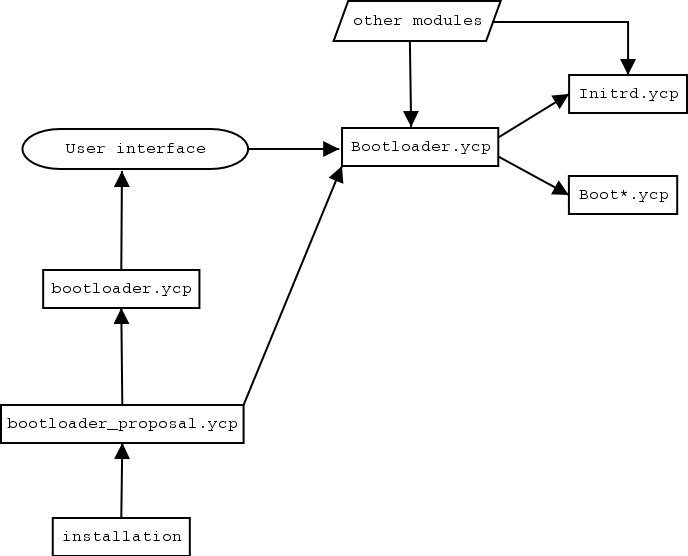 other modules
Initrd.ycp
User interface
Bootloader.ycp
Boot*.ycp
bootloader.ycp
bootloader_proposal.ycp
installation